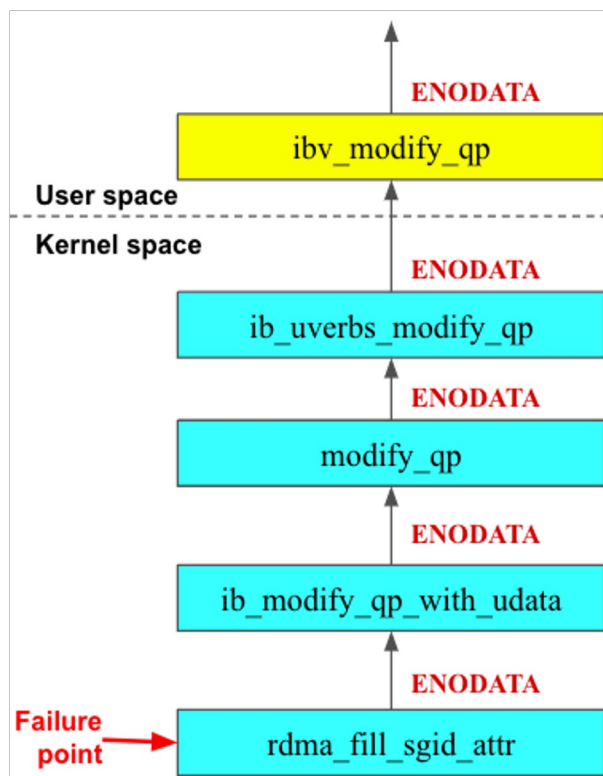 ENODATA
ibv_modify_qp
User space
Kernel space
ENODATA
ib_uverbs_modify_qp
ENODATA
modify_qp
ENODATA
ib_modify_qp_with_udata
ENODATA
Failure
point
rdma_fill_sgid_attr